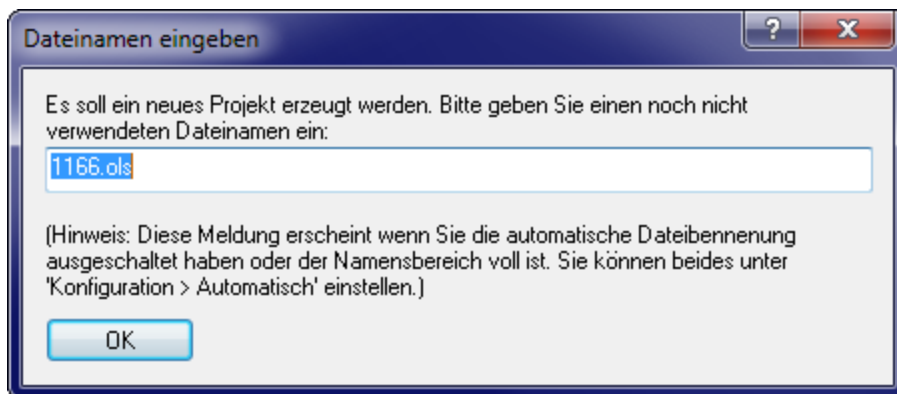 Dateinamen eingeben
?
Es soll ein neues Projekt erzeugt werden. Bitte geben Sie einen noch nicht
verwendeten Dateinamen ein:
1166.ols
(Hinweis: Diese Meldung erscheint wenn Sie die automatische Dateibennenung
ausgeschaltet haben oder der Namensbereich voll ist. Sie können beides unter
'Konfiguration > Automatisch' einstellen.)
OK